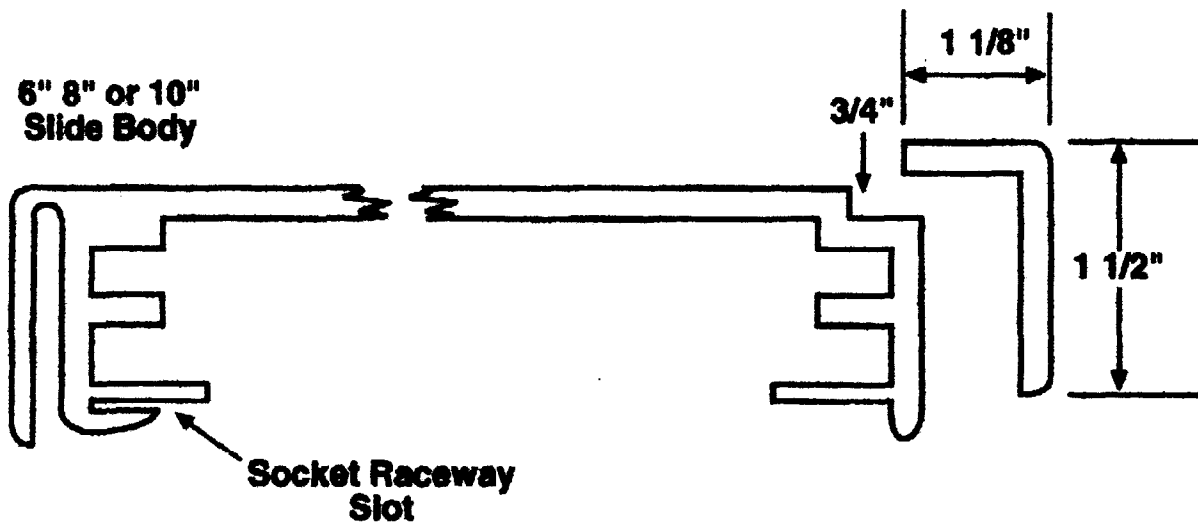 6" 8" or 10"
Slide Body
1 1/8"
3/4"
1 1/2"
Socket Raceway
Slot